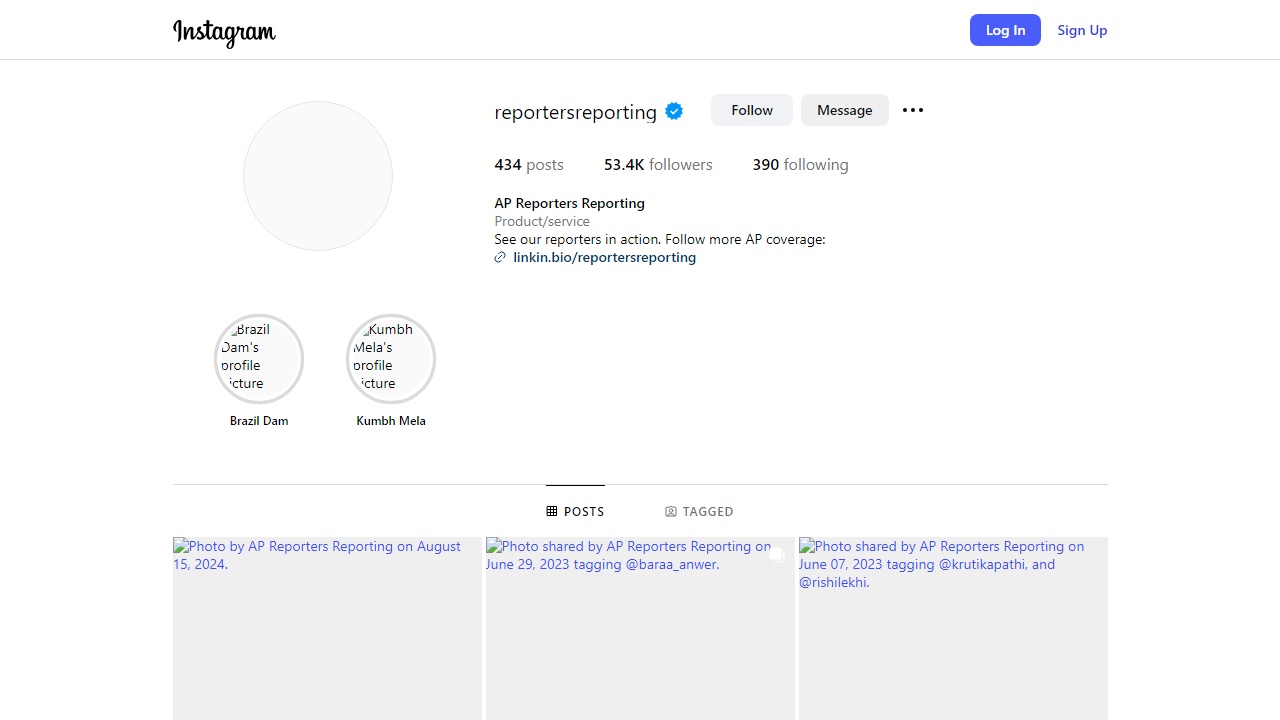 Instagram
Log In
Sign Up
reportersreporting
Follow
Message
434 posts
53.4K followers
390 following
AP Reporters Reporting
Product/service
See our reporters in action. Follow more AP coverage:
linkin.bio/reportersreporting
Brazil
Dam's
profile
picture
Kumbh
Mela's
profile
picture
Brazil Dam
Kumbh Mela
POSTS
TAGGED
Photo by AP Reporters Reporting on August
15, 2024.
Photo shared by AP Reporters Reporting on
June 29, 2023 tagging @baraa_anwer.
Photo shared by AP Reporters Reporting on
June 07, 2023 tagging @krutikapathi, and
@rishilekhi.